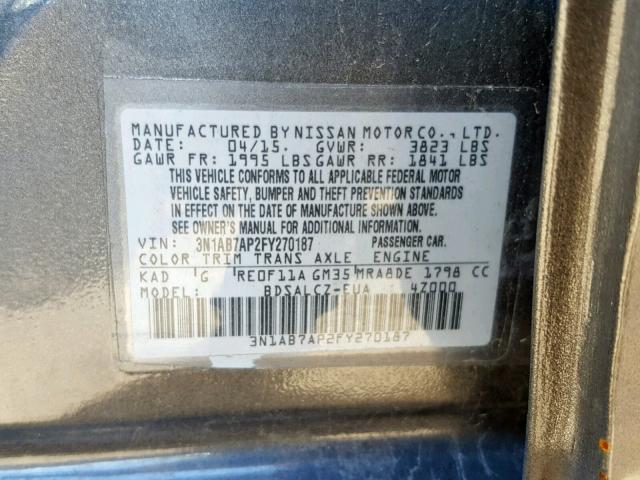 MANUFACTURED BY NISSAN MOTOR CO., LTD.
DATE: 04/15. GVWR: 3823 LBS
GAWR FR: 1995 LBS GAWR RR: 1841 LBS
THIS VEHICLE CONFORMS TO ALL APPLICABLE FEDERAL MOTOR
VEHICLE SAFETY, BUMPER AND THEFT PREVENTION STANDARDS
IN EFFECT ON THE DATE OF MANUFACTURE SHOWN ABOVE.
SEE OWNER'S MANUAL FOR ADDITIONAL INFORMATION.
VIN: 3N1AB7AP2FY270187 PASSENGER CAR.
COLOR TRIM TRANS AXLE ENGINE
KAD G RE0F11A GM35 MRA8DE 1798 CC
MODEL: BDSALCZ-EUA 4Z000
3N1AB7AP2FY270187